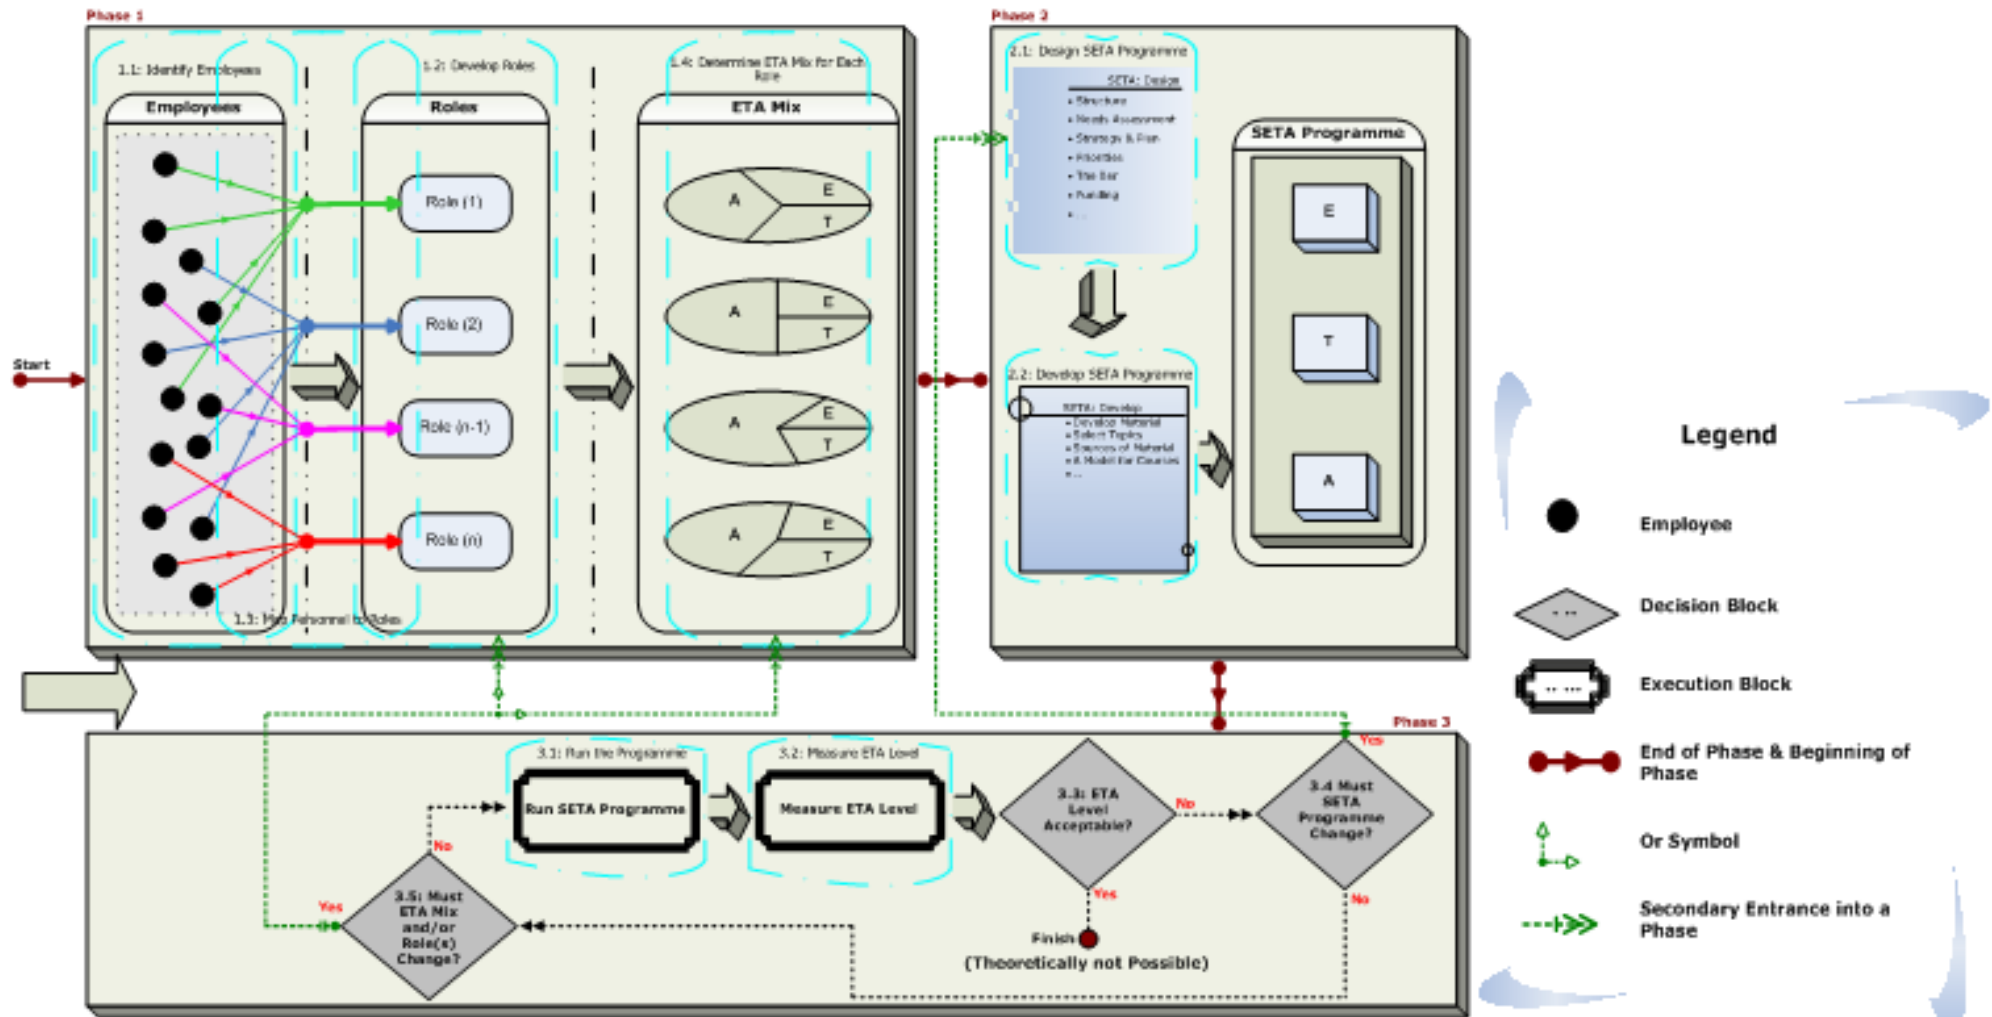 Phase 1
1.1: Identify Employees
Employees
1.2: Develop Roles
Roles
Role (1)
Role (2)
Role (n-1)
Role (n)
1.3: Map Personnel to Roles
1.4: Determine ETA Mix for Each
Role
ETA Mix
A
E
T
A
E
T
A
E
T
A
E
T
Start
Phase 2
2.1: Design SETA Programme
SETA: Design
• Structure
• Needs Assessment
• Strategy & Plan
• Priorities
• The Bar
• Funding
• ...
2.2: Develop SETA Programme
SETA: Develop
• Develop Material
• Select Topics
• Sources of Material
• A Model for Courses
• ...
SETA Programme
E
T
A
Phase 3
3.1: Run the Programme
Run SETA Programme
3.2: Measure ETA Level
Measure ETA Level
3.3: ETA
Level
Acceptable?
No
Yes
3.4 Must
SETA
Programme
Change?
Yes
No
3.5: Must
ETA Mix
and/or
Role(s)
Change?
No
Yes
Finish
(Theoretically not Possible)
Legend
Employee
Decision Block
Execution Block
End of Phase & Beginning of
Phase
Or Symbol
Secondary Entrance into a
Phase